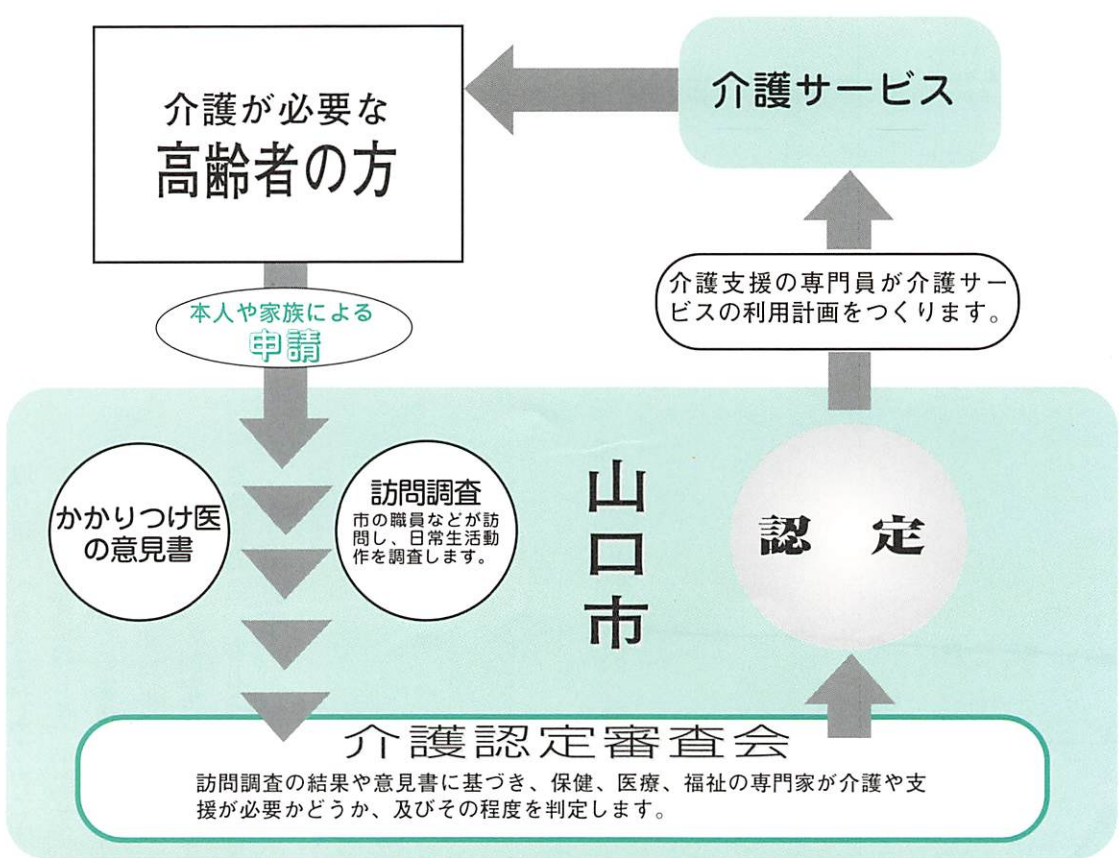 介護が必要な
高齢者の方
介護サービス
本人や家族による
申請
介護支援の専門員が介護サー
ビスの利用計画をつくります。
かかりつけ医
の意見書
訪問調査
市の職員などが訪
問し、日常生活動
作を調査します。
山口市
認定
介護認定審査会
訪問調査の結果や意見書に基づき、保健、医療、福祉の専門家が介護や支
援が必要かどうか、及びその程度を判定します。